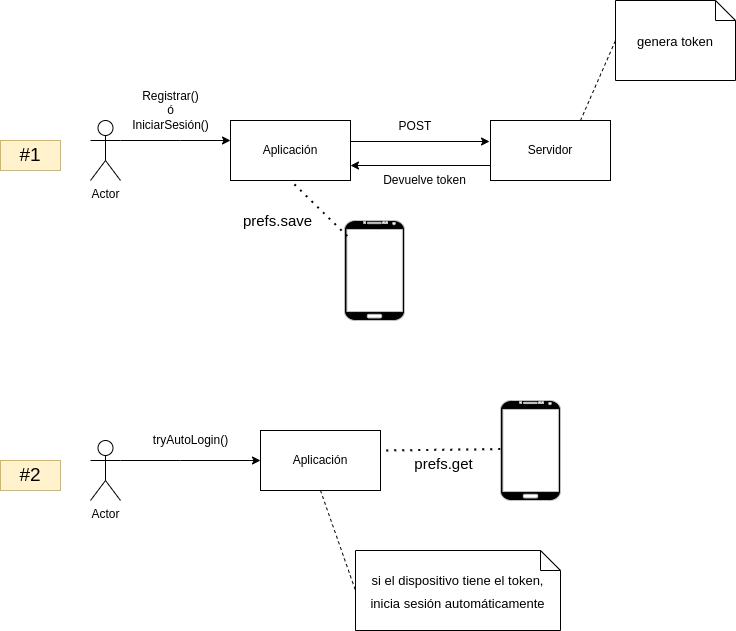 genera token
Registrar()
ó
IniciarSesión()
POST
#1
Aplicación
Servidor
Devuelve token
Actor
prefs.save
tryAutoLogin()
#2
Aplicación
prefs.get
Actor
si el dispositivo tiene el token,
inicia sesión automáticamente